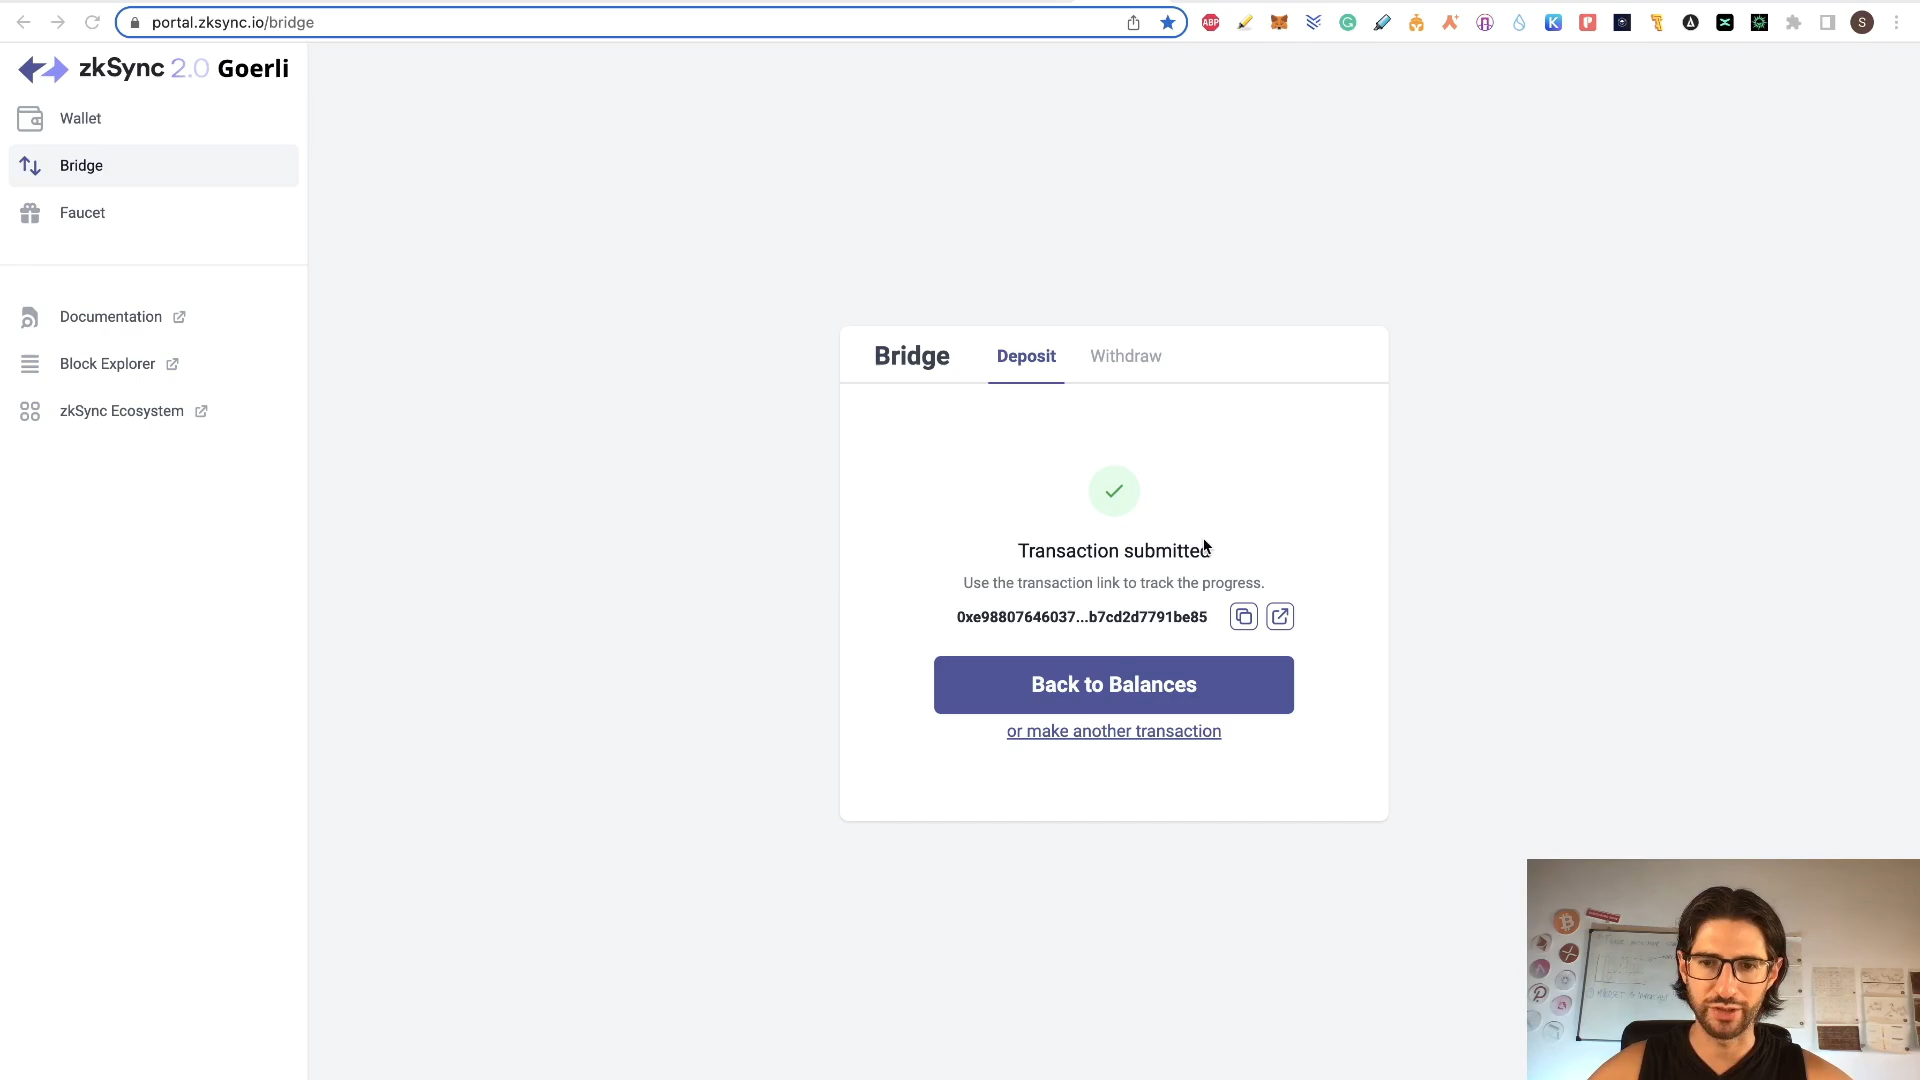 portal.zksync.io/bridge
ABP
S
zkSync 2.0 Goerli
Wallet
Bridge
Faucet
Documentation
Block Explorer
zkSync Ecosystem
Bridge
Deposit
Withdraw
Transaction submitted
Use the transaction link to track the progress.
0xe98807646037...b7cd2d7791be85
Back to Balances
or make another transaction